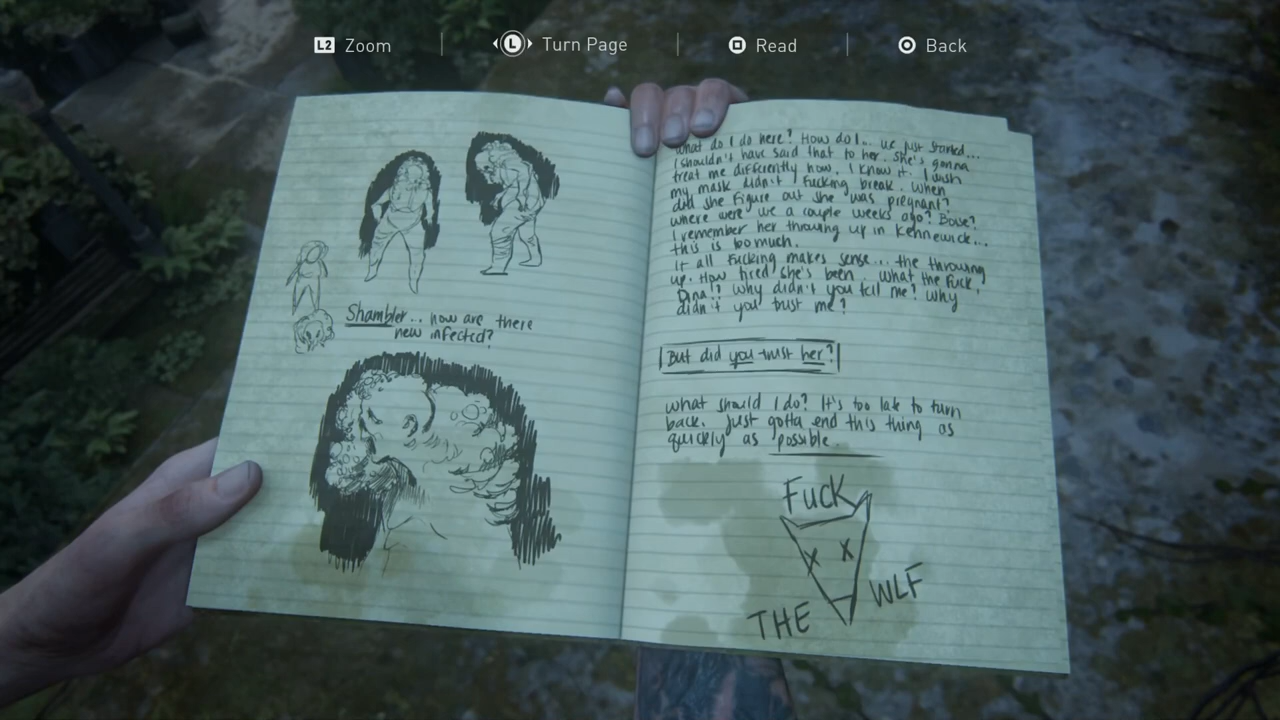 L2 Zoom
L Turn Page
Read
Back
Shambler... how are there
new infected?
What do I do here? How do I... we just started...
I shouldn't have said that to her. She's gonna
treat me differently now. I know it. I wish
my mask didn't fucking break. When
did she figure out she was pregnant?
where were we a couple weeks ago? Boise?
I remember her throwing up in Kennewick...
this is too much.
It all fucking makes sense... the throwing
up. How tired she's been... what the fuck,
Dina!? why didn't you tell me? why
didn't you trust me?
But did you trust her?
what should I do? It's too late to turn
back. Just gotta end this thing as
quickly as possible.
Fuck
THE WLF